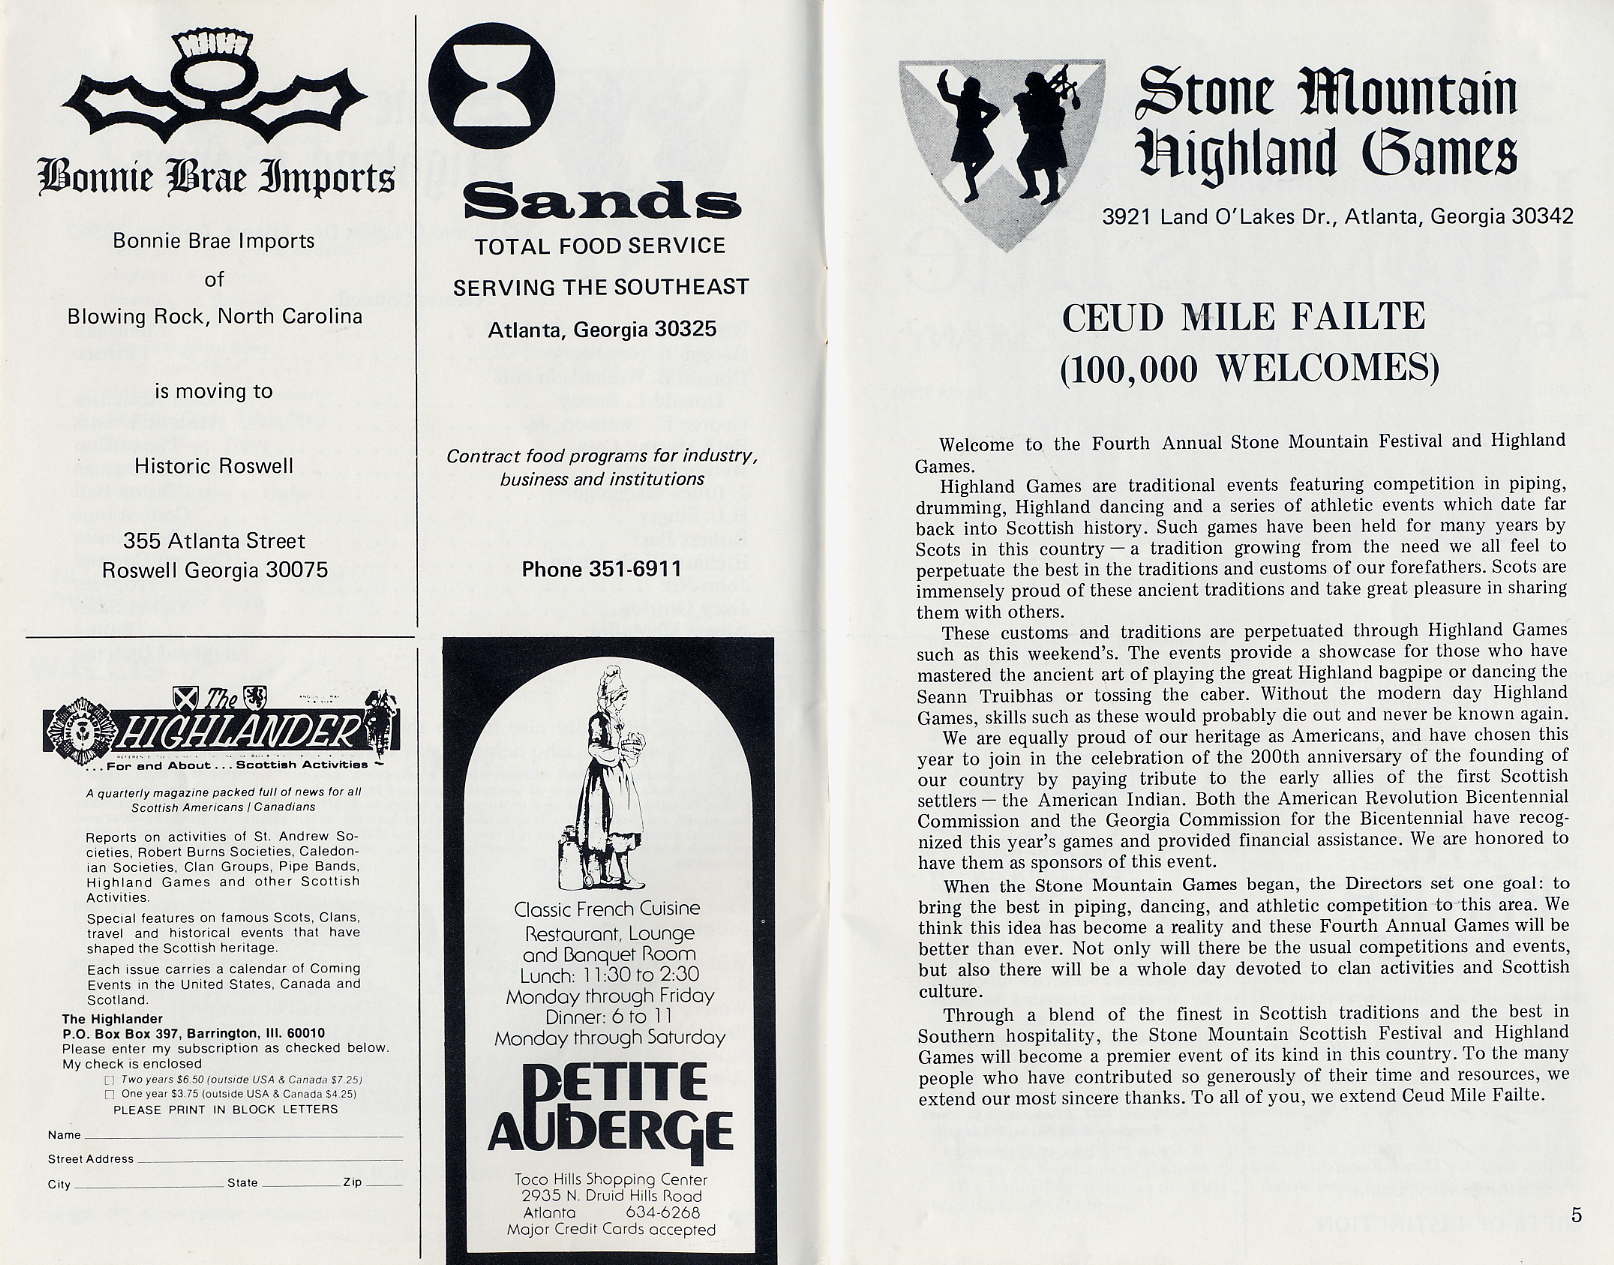 Bonnie Brae Imports
Bonnie Brae Imports
of
Blowing Rock, North Carolina
is moving to
Historic Roswell
355 Atlanta Street
Roswell Georgia 30075
Sands
TOTAL FOOD SERVICE
SERVING THE SOUTHEAST
Atlanta, Georgia 30325
Contract food programs for industry,
business and institutions
Phone 351-6911
The
HIGHLANDER
...For and About...Scottish Activities
A quarterly magazine packed full of news for all
Scottish Americans / Canadians
Reports on activities of St. Andrew So-
cieties, Robert Burns Societies, Caledon-
ian Societies, Clan Groups, Pipe Bands,
Highland Games and other Scottish
Activities.
Special features on famous Scots, Clans,
travel and historical events that have
shaped the Scottish heritage.
Each issue carries a calendar of Coming
Events in the United States, Canada and
Scotland.
The Highlander
P.O. Box Box 397, Barrington, Ill. 60010
Please enter my subscription as checked below.
My check is enclosed
Two years $6.50 (outside USA & Canada $7.25)
One year $3.75 (outside USA & Canada $4.25)
PLEASE PRINT IN BLOCK LETTERS
Name
Street Address
City State Zip
Classic French Cuisine
Restaurant, Lounge
and Banquet Room
Lunch: 11:30 to 2:30
Monday through Friday
Dinner: 6 to 11
Monday through Saturday
PETITE
AUBERGE
Toco Hills Shopping Center
2935 N. Druid Hills Road
Atlanta 634-6268
Major Credit Cards accepted
Stone Mountain
Highland Games
3921 Land O'Lakes Dr., Atlanta, Georgia 30342
CEUD MILE FAILTE
(100,000 WELCOMES)
Welcome to the Fourth Annual Stone Mountain Festival and Highland
Games.
Highland Games are traditional events featuring competition in piping,
drumming, Highland dancing and a series of athletic events which date far
back into Scottish history. Such games have been held for many years by
Scots in this country — a tradition growing from the need we all feel to
perpetuate the best in the traditions and customs of our forefathers. Scots are
immensely proud of these ancient traditions and take great pleasure in sharing
them with others.
These customs and traditions are perpetuated through Highland Games
such as this weekend's. The events provide a showcase for those who have
mastered the ancient art of playing the great Highland bagpipe or dancing the
Seann Truibhas or tossing the caber. Without the modern day Highland
Games, skills such as these would probably die out and never be known again.
We are equally proud of our heritage as Americans, and have chosen this
year to join in the celebration of the 200th anniversary of the founding of
our country by paying tribute to the early allies of the first Scottish
settlers — the American Indian. Both the American Revolution Bicentennial
Commission and the Georgia Commission for the Bicentennial have recog-
nized this year's games and provided financial assistance. We are honored to
have them as sponsors of this event.
When the Stone Mountain Games began, the Directors set one goal: to
bring the best in piping, dancing, and athletic competition to this area. We
think this idea has become a reality and these Fourth Annual Games will be
better than ever. Not only will there be the usual competitions and events,
but also there will be a whole day devoted to clan activities and Scottish
culture.
Through a blend of the finest in Scottish traditions and the best in
Southern hospitality, the Stone Mountain Scottish Festival and Highland
Games will become a premier event of its kind in this country. To the many
people who have contributed so generously of their time and resources, we
extend our most sincere thanks. To all of you, we extend Ceud Mile Failte.
5